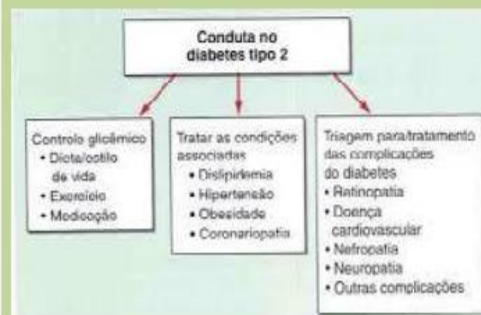 Conduta no
diabetes tipo 2
Controlo glicêmico
• Dieta/estilo
de vida
• Exercício
• Medicação
Tratar as condições
associadas
• Dislipidemia
• Hipertensão
• Obesidade
• Coronariopatia
Triagem para/tratamento
das complicações
do diabetes
• Retinopatia
• Doença
cardiovascular
• Nefropatia
• Neuropatia
• Outras complicações